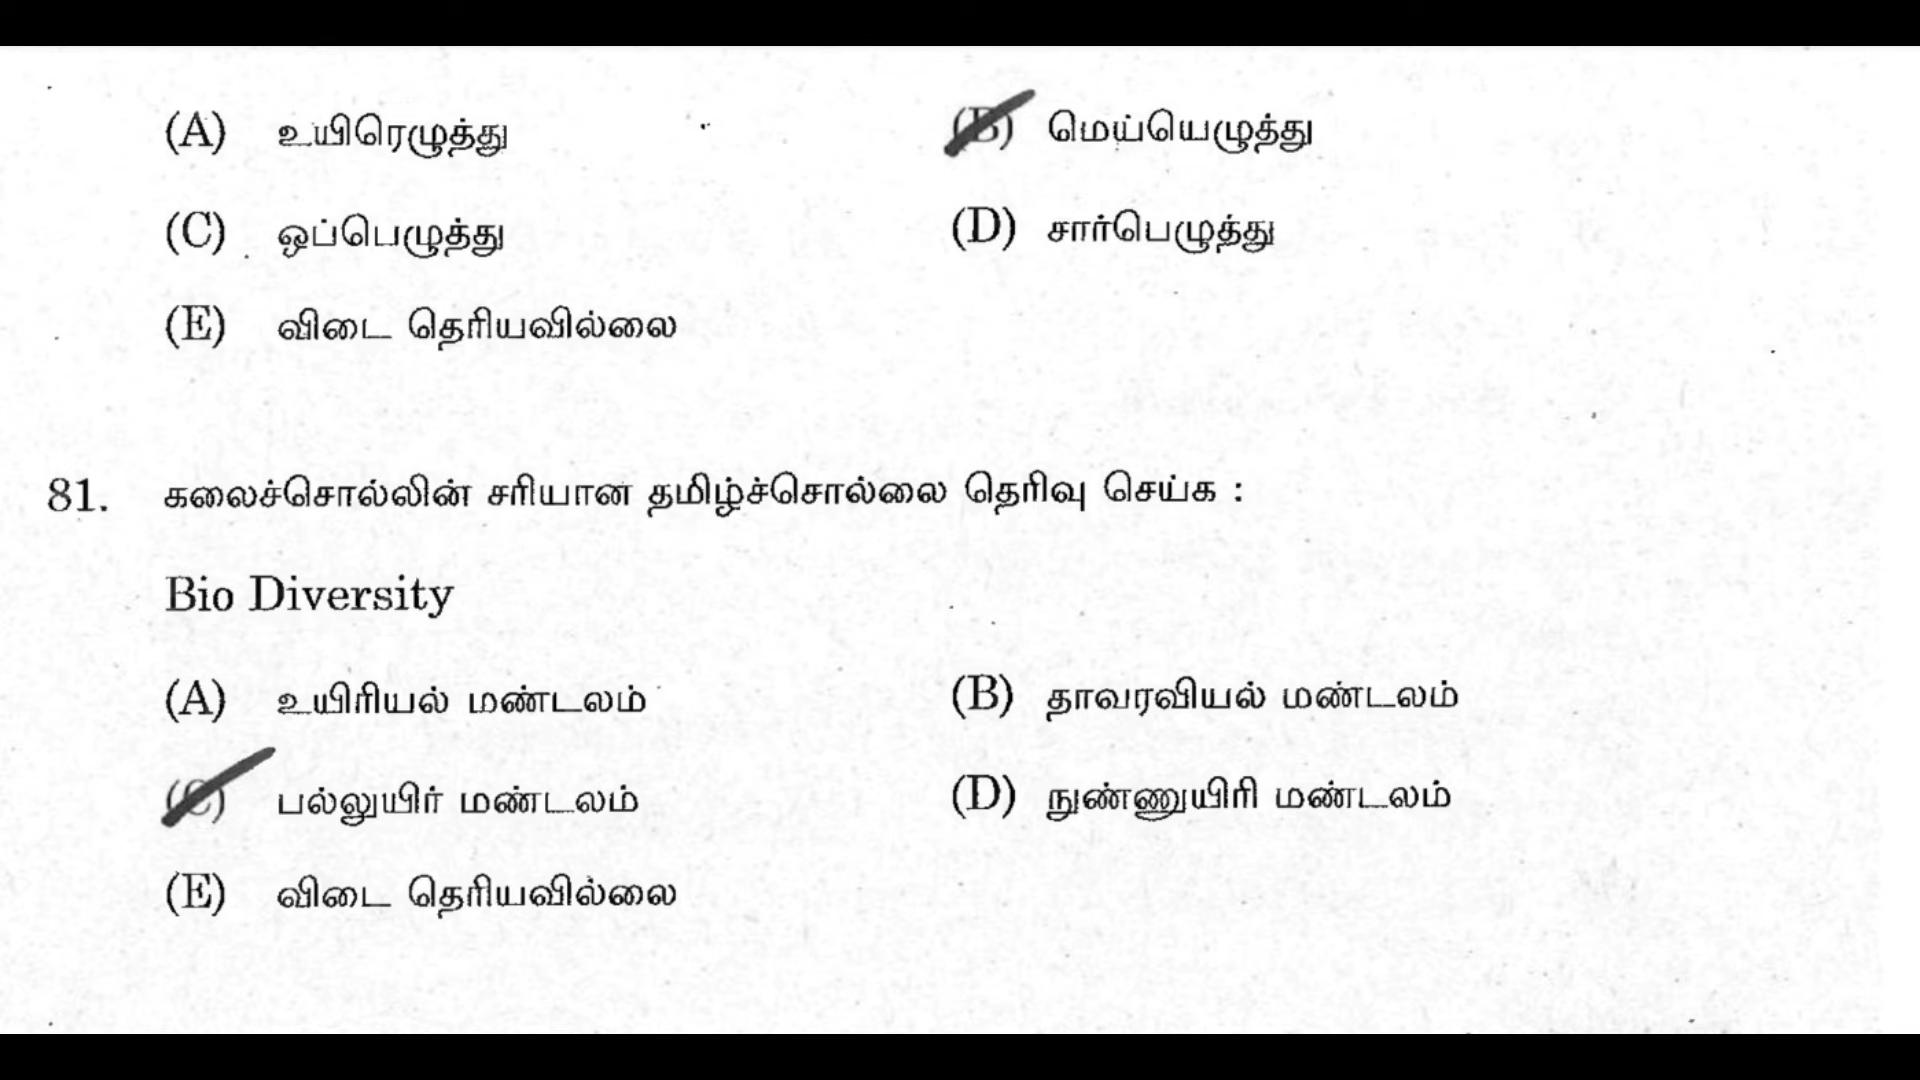 (A) உயிரெழுத்து (B) மெய்யெழுத்து
(C) ஒப்பெழுத்து (D) சார்பெழுத்து
(E) விடை தெரியவில்லை
81. கலைச்சொல்லின் சரியான தமிழ்ச்சொல்லை தெரிவு செய்க :
Bio Diversity
(A) உயிரியல் மண்டலம் (B) தாவரவியல் மண்டலம்
(C) பல்லுயிர் மண்டலம் (D) நுண்ணுயிரி மண்டலம்
(E) விடை தெரியவில்லை